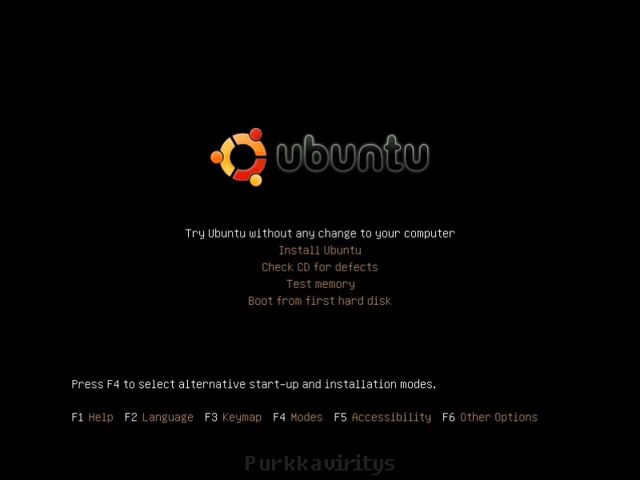 ubuntu
Try Ubuntu without any change to your computer
Install Ubuntu
Check CD for defects
Test memory
Boot from first hard disk
Press F4 to select alternative start-up and installation modes.
F1 Help F2 Language F3 Keymap F4 Modes F5 Accessibility F6 Other Options
Purkkaviritys